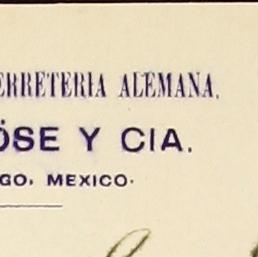 ERRETERIA ALEMANA.
ÖSE Y CIA.
GO, MEXICO.